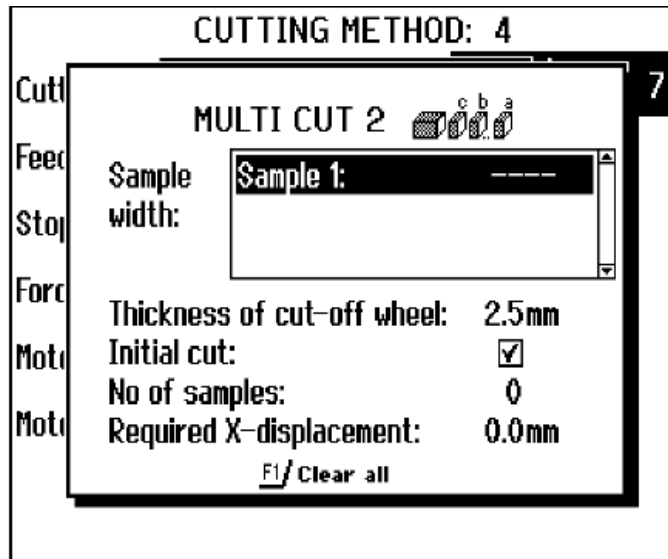 CUTTING METHOD: 4
Cutt
7
MULTI CUT 2 c b a
Feed
Sample width:
Sample 1: ----
Stop
Forc
Thickness of cut-off wheel: 2.5mm
Moto
Initial cut: ✓
No of samples: 0
Moto
Required X-displacement: 0.0mm
F1/ Clear all